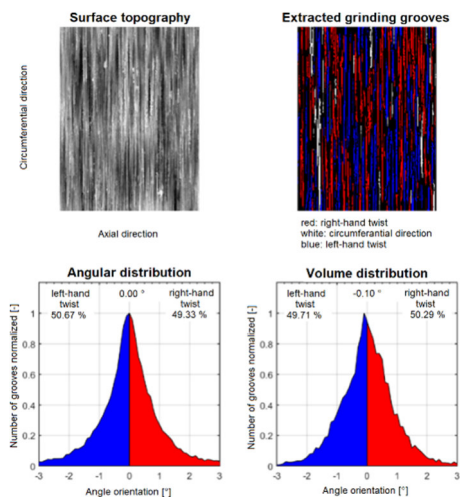 Surface topography
Circumferential direction
Axial direction
Extracted grinding grooves
red: right-hand twist
white: circumferantial direction
blue: left-hand twist
Angular distribution
left-hand
twist
50.67 %
0.00 °
right-hand
twist
49.33 %
Number of grooves normalized [-]
1
0.8
0.6
0.4
0.2
0
-3
-2
-1
0
1
2
3
Angle orientation [°]
Volume distribution
left-hand
twist
49.71 %
-0.10 °
right-hand
twist
50.29 %
Number of grooves normalized [-]
1
0.8
0.6
0.4
0.2
0
-3
-2
-1
0
1
2
3
Angle orientation [°]